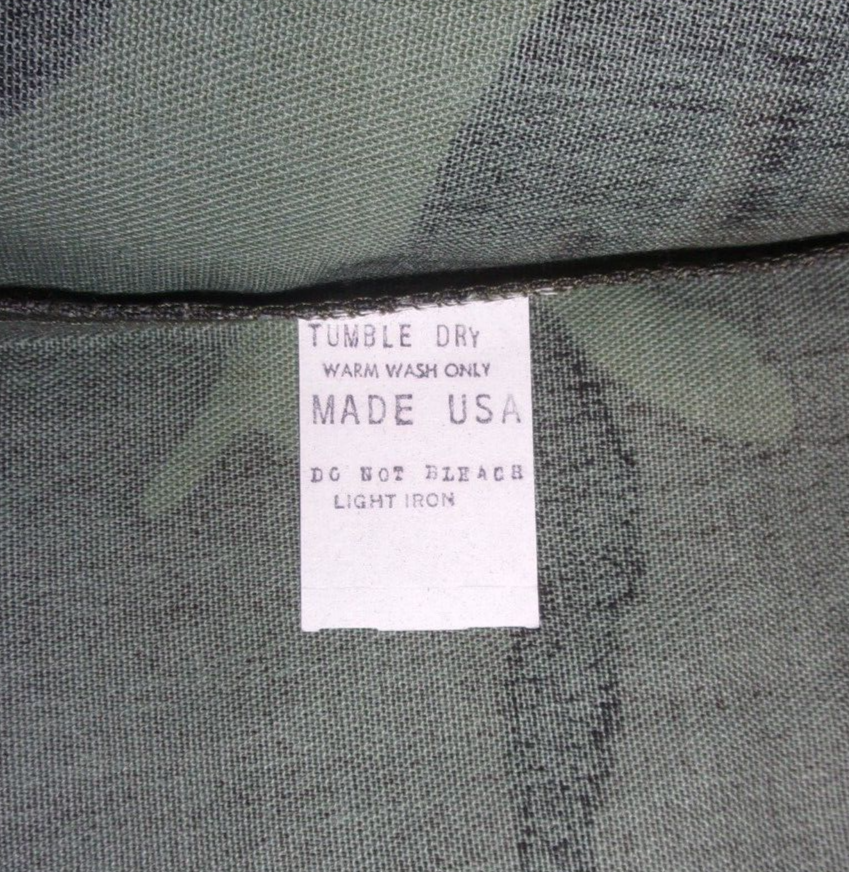 TUMBLE DRY
WARM WASH ONLY
MADE USA
DO NOT BLEACH
LIGHT IRON